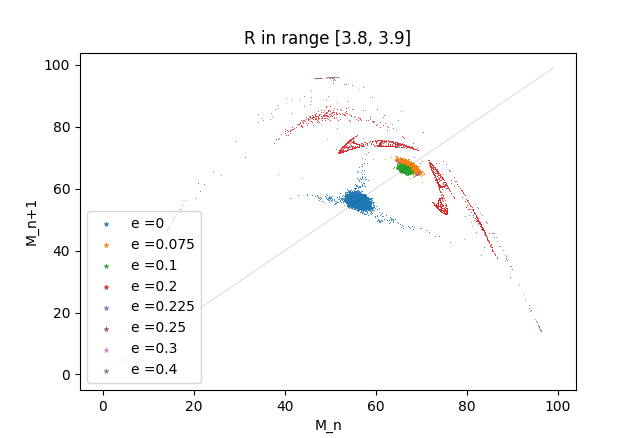 R in range [3.8, 3.9]
100
80
60
40
20
0
M_n+1
e =0
e =0.075
e =0.1
e =0.2
e =0.225
e =0.25
e =0.3
e =0.4
0 20 40 60 80 100
M_n